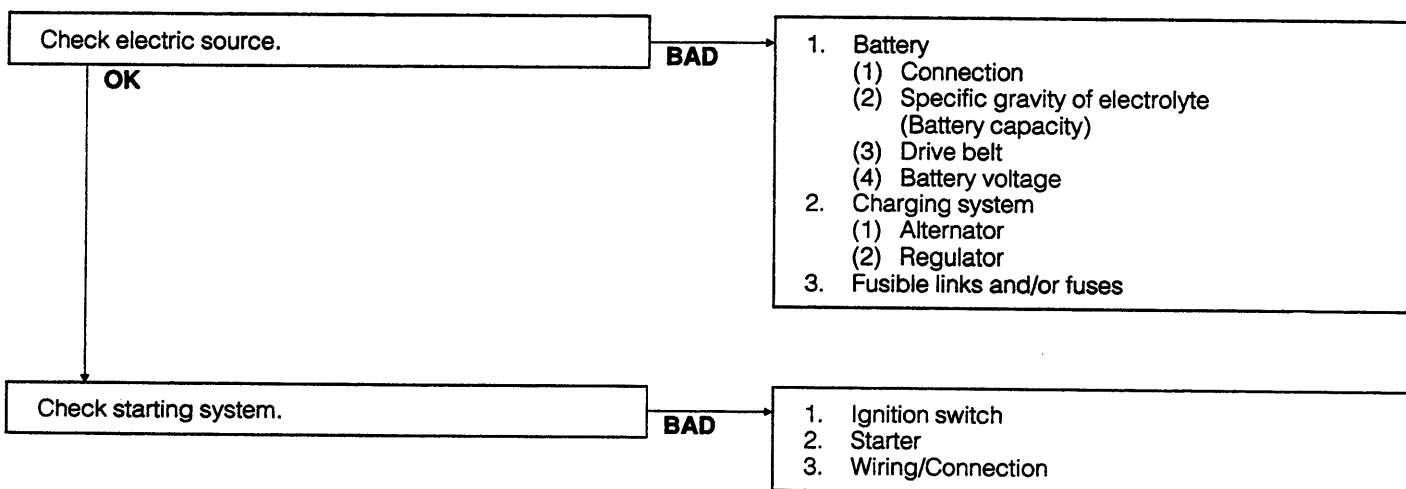 Check electric source.
BAD
OK
1. Battery
(1) Connection
(2) Specific gravity of electrolyte
(Battery capacity)
(3) Drive belt
(4) Battery voltage
2. Charging system
(1) Alternator
(2) Regulator
3. Fusible links and/or fuses
Check starting system.
BAD
1. Ignition switch
2. Starter
3. Wiring/Connection